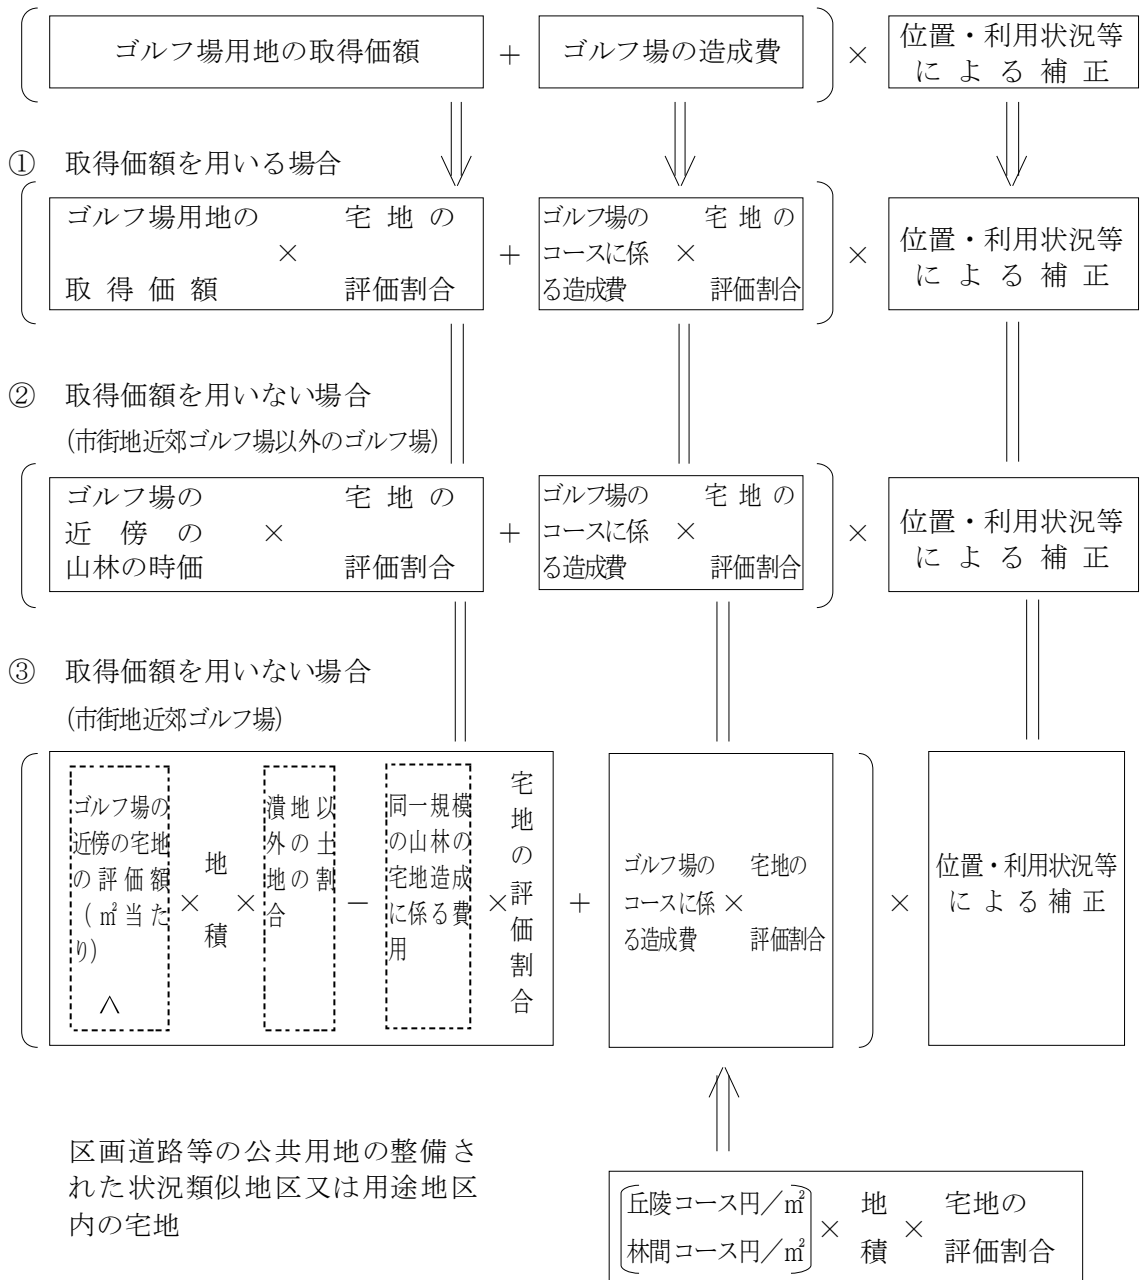 ゴルフ場用地の取得価額 + ゴルフ場の造成費 × 位置・利用状況等
による補正
① 取得価額を用いる場合
ゴルフ場用地の
取得価額
×
宅地の
評価割合
+
ゴルフ場の
コースに係
る造成費
×
宅地の
評価割合
×
位置・利用状況等
による補正
② 取得価額を用いない場合
(市街地近郊ゴルフ場以外のゴルフ場)
ゴルフ場の
近傍の
山林の時価
×
宅地の
評価割合
+
ゴルフ場の
コースに係
る造成費
×
宅地の
評価割合
×
位置・利用状況等
による補正
③ 取得価額を用いない場合
(市街地近郊ゴルフ場)
ゴルフ場の
近傍の宅地
の評価額
(㎡当た
り)
∧
×
地
積
×
潰地以
外の土
地の割
合
−
同一規模
の山林の
宅地造成
に係る費
用
×
宅地の評価割合
+
ゴルフ場の
コースに係
る造成費
×
宅地の
評価割合
×
位置・利用状況等
による補正
区画道路等の公共用地の整備さ
れた状況類似地区又は用途地区
内の宅地
丘陵コース円/㎡
林間コース円/㎡
×
地
積
×
宅地の
評価割合